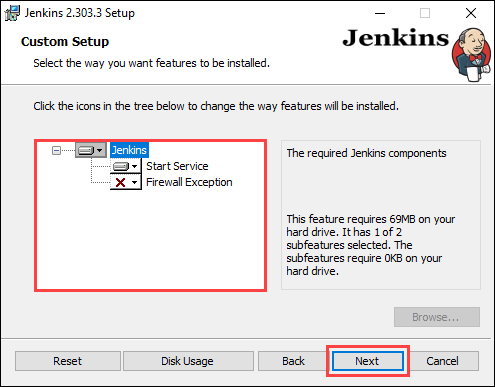 Jenkins 2.303.3 Setup
Custom Setup
Select the way you want features to be installed.
Jenkins
Click the icons in the tree below to change the way features will be installed.
Jenkins
Start Service
Firewall Exception
The required Jenkins components
This feature requires 69MB on your
hard drive. It has 1 of 2
subfeatures selected. The
subfeatures require 0KB on your
hard drive.
Browse...
Reset
Disk Usage
Back
Next
Cancel